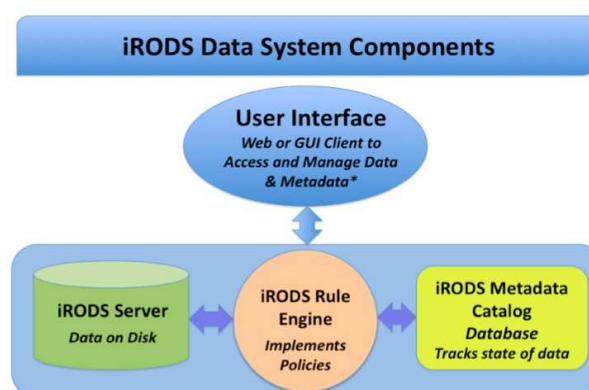 iRODS Data System Components
User Interface
Web or GUI Client to
Access and Manage Data
& Metadata*
iRODS Server
Data on Disk
iRODS Rule
Engine
Implements
Policies
iRODS Metadata
Catalog
Database
Tracks state of data